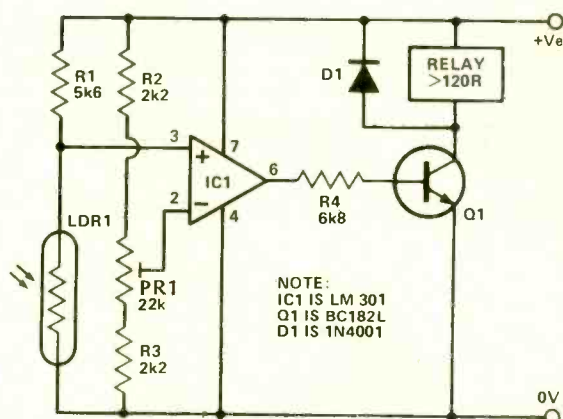 +Ve
R1
5k6
R2
2k2
D1
RELAY
>120R
3
7
+
IC1
6
2
−
4
R4
6k8
Q1
LDR1
PR1
22k
R3
2k2
NOTE:
IC1 IS LM 301
Q1 IS BC182L
D1 IS 1N4001
0V